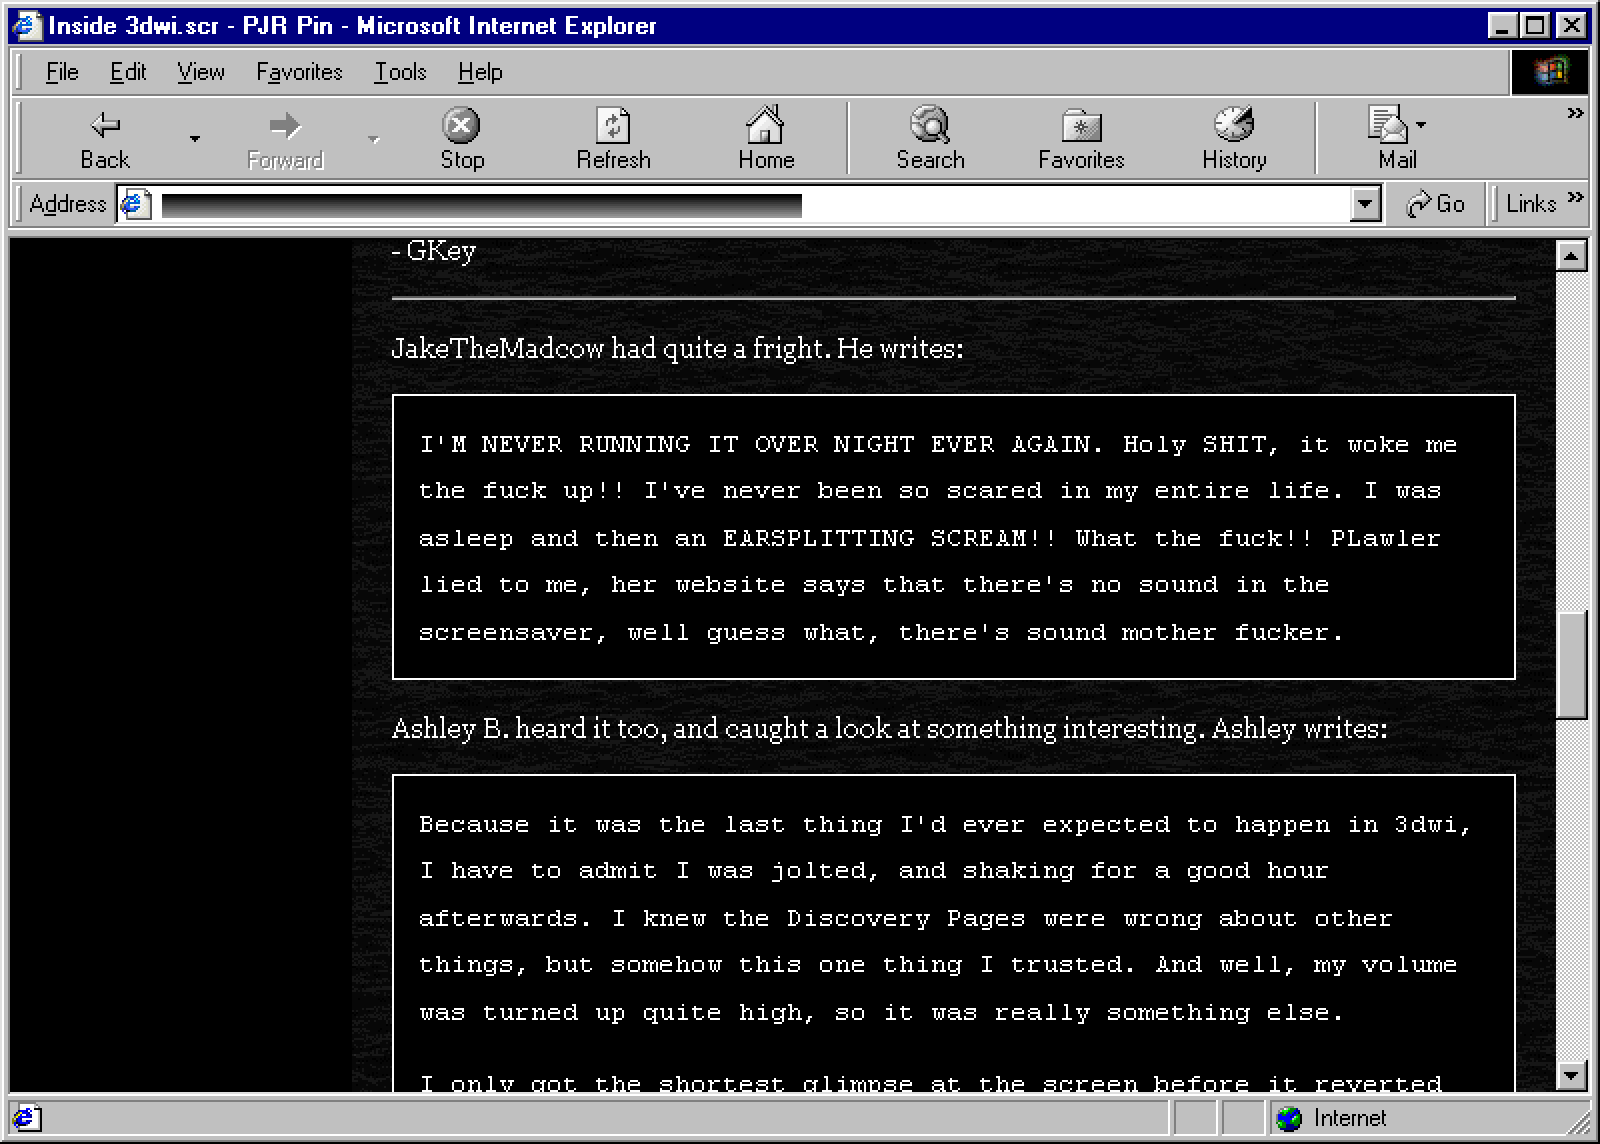 Inside 3dwi.scr - PJR Pin - Microsoft Internet Explorer
File Edit View Favorites Tools Help
Back Forward Stop Refresh Home Search Favorites History Mail »
Address Go Links »
- GKey
JakeTheMadcow had quite a fright. He writes:
I'M NEVER RUNNING IT OVER NIGHT EVER AGAIN. Holy SHIT, it woke me
the fuck up!! I've never been so scared in my entire life. I was
asleep and then an EARSPLITTING SCREAM!! What the fuck!! PLawler
lied to me, her website says that there's no sound in the
screensaver, well guess what, there's sound mother fucker.
Ashley B. heard it too, and caught a look at something interesting. Ashley writes:
Because it was the last thing I'd ever expected to happen in 3dwi,
I have to admit I was jolted, and shaking for a good hour
afterwards. I knew the Discovery Pages were wrong about other
things, but somehow this one thing I trusted. And well, my volume
was turned up quite high, so it was really something else.
I only got the shortest glimpse at the screen before it reverted
Internet